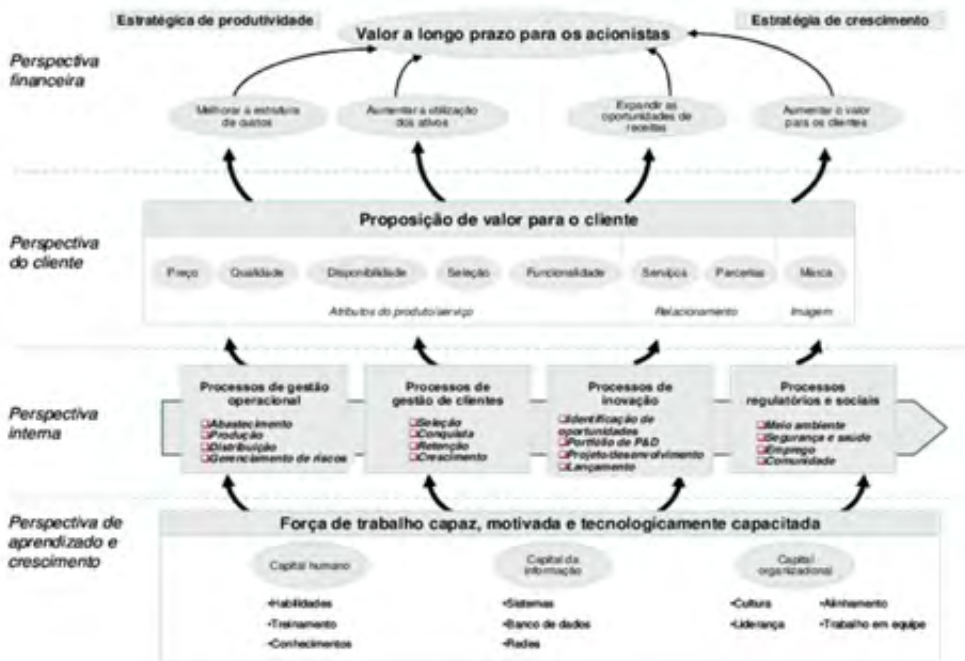 Estratégica de produtividade
Estratégia de crescimento
Valor a longo prazo para os acionistas
Perspectiva
financeira
Melhorar a estrutura
de custos
Aumentar a utilização
dos ativos
Expandir as
oportunidades de
receitas
Aumentar o valor
para os clientes
Proposição de valor para o cliente
Perspectiva
do cliente
Preço
Qualidade
Disponibilidade
Seleção
Funcionalidade
Serviços
Parcerias
Marca
Atributos do produto/serviço
Relacionamento
Imagem
Perspectiva
interna
Processos de gestão
operacional
Abastecimento
Produção
Distribuição
Gerenciamento de riscos
Processos de
gestão de clientes
Seleção
Conquista
Retenção
Crescimento
Processos de
inovação
Identificação de
oportunidades
Portfólio de P&D
Projeto/desenvolvimento
Lançamento
Processos
regulatórios e sociais
Meio ambiente
Segurança e saúde
Emprego
Comunidade
Perspectiva de
aprendizado e
crescimento
Força de trabalho capaz, motivada e tecnologicamente capacitada
Capital humano
•Habilidades
•Treinamento
•Conhecimentos
Capital da
informação
•Sistemas
•Banco de dados
•Redes
Capital
organizacional
•Cultura
•Liderança
•Alinhamento
•Trabalho em equipe